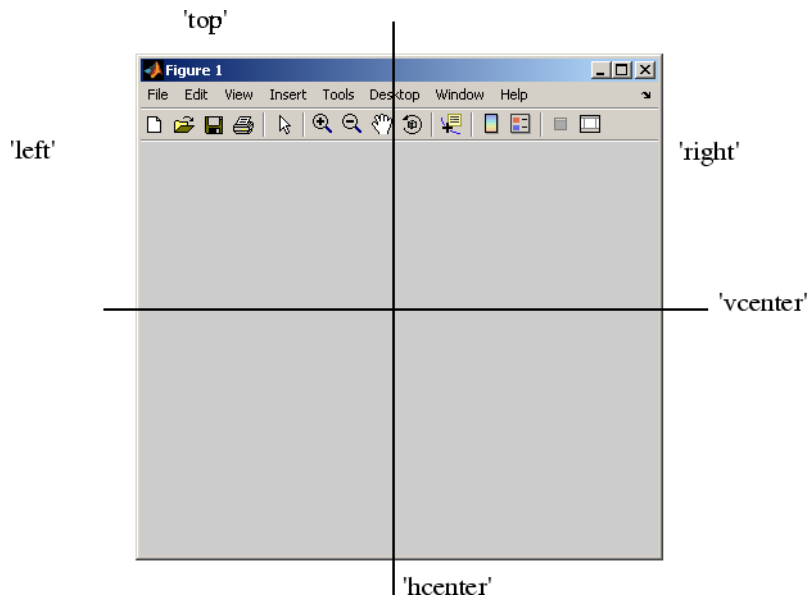 'top'
Figure 1
File Edit View Insert Tools Desktop Window Help
'left'
'right'
'vcenter'
'hcenter'